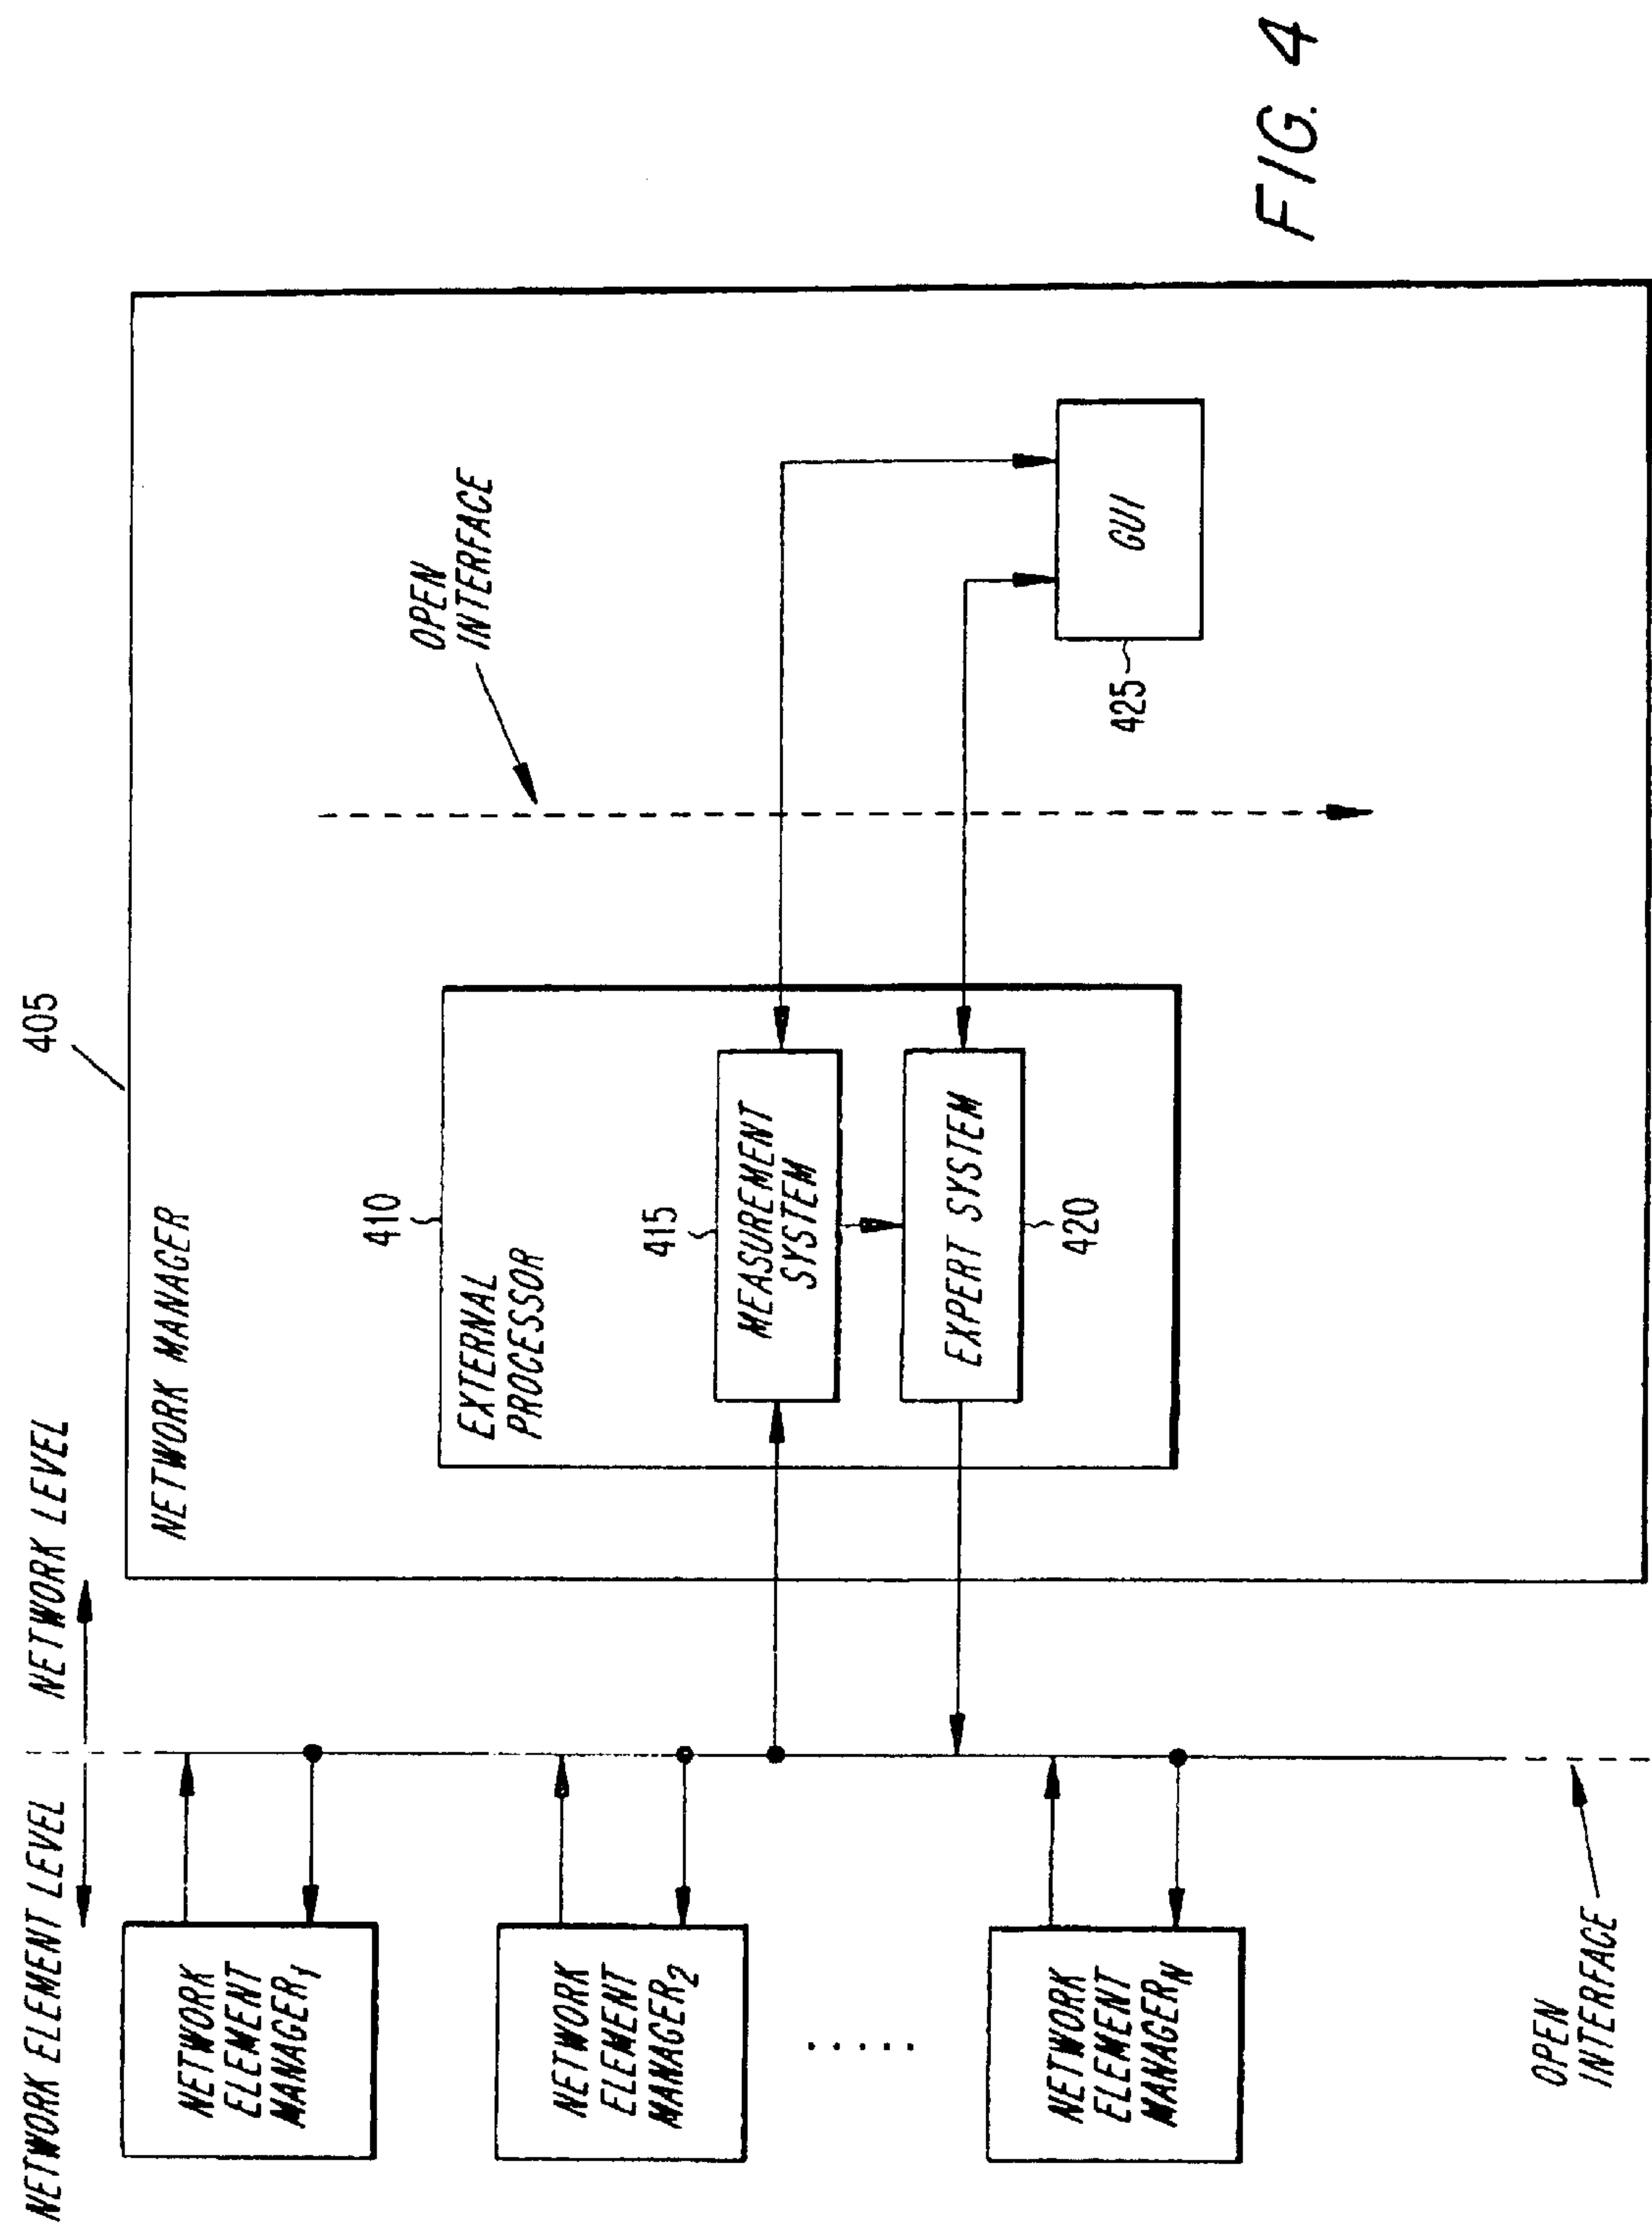 NETWORK ELEMENT LEVEL
NETWORK LEVEL
405
NETWORK MANAGER
NETWORK
ELEMENT
MANAGER1
410
EXTERNAL
PROCESSOR
OPEN
INTERFACE
NETWORK
ELEMENT
MANAGER2
415
MEASUREMENT
SYSTEM
EXPERT SYSTEM
420
GUI
425
. . . . .
NETWORK
ELEMENT
MANAGERN
OPEN
INTERFACE
FIG. 4